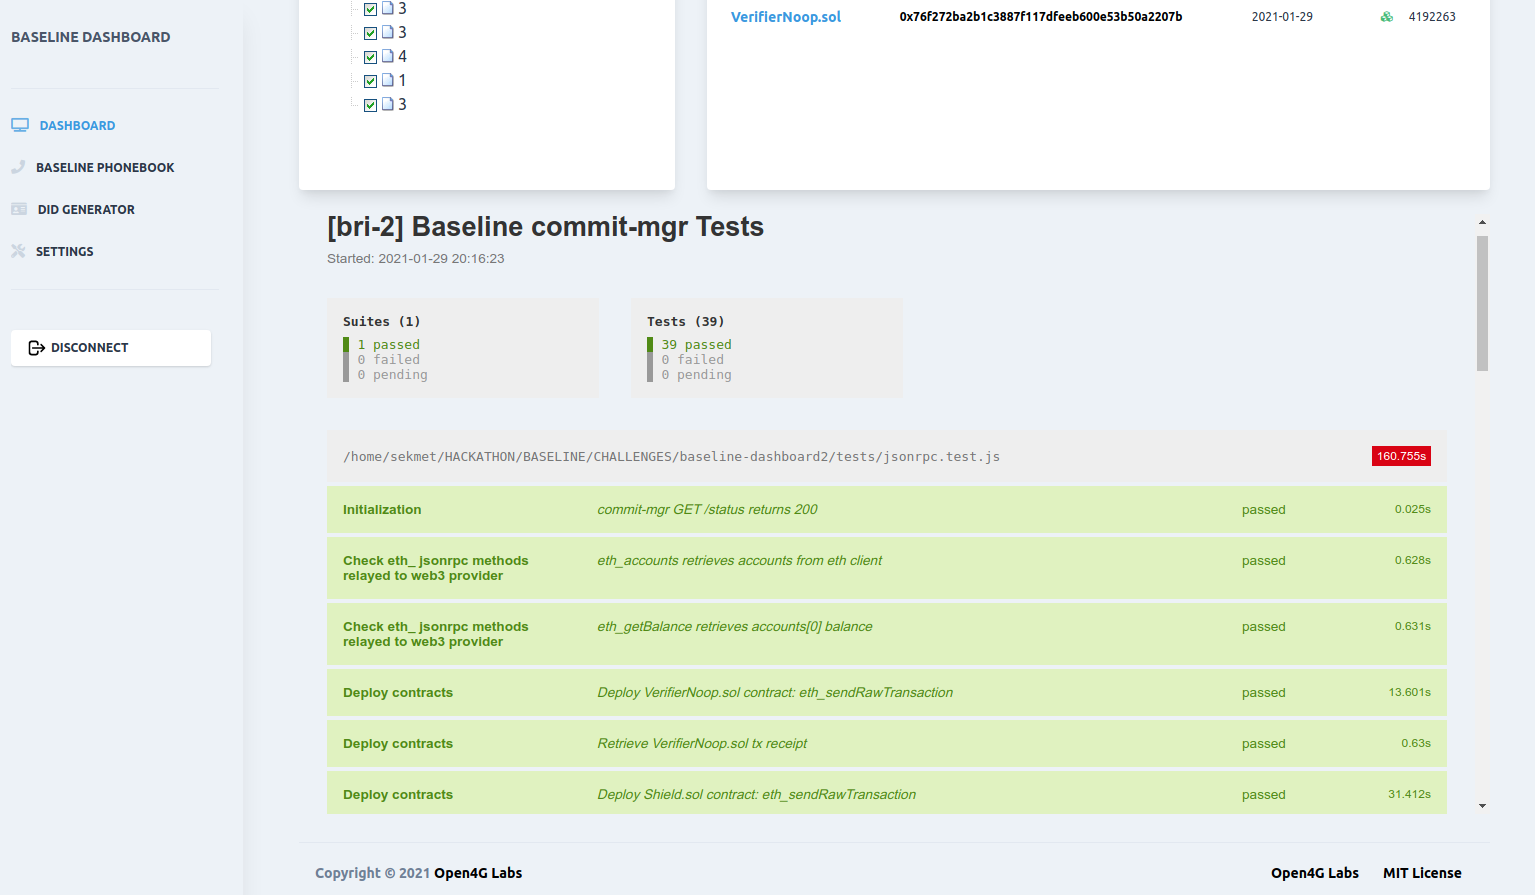 BASELINE DASHBOARD
DASHBOARD
BASELINE PHONEBOOK
DID GENERATOR
SETTINGS
DISCONNECT
3
3
4
1
3
VerifierNoop.sol 0x76f272ba2b1c3887f117dfeeb600e53b50a2207b 2021-01-29 4192263
[bri-2] Baseline commit-mgr Tests
Started: 2021-01-29 20:16:23
Suites (1)
1 passed
0 failed
0 pending
Tests (39)
39 passed
0 failed
0 pending
/home/sekmet/HACKATHON/BASELINE/CHALLENGES/baseline-dashboard2/tests/jsonrpc.test.js 160.755s
Initialization commit-mgr GET /status returns 200 passed 0.025s
Check eth_ jsonrpc methods relayed to web3 provider eth_accounts retrieves accounts from eth client passed 0.628s
Check eth_ jsonrpc methods relayed to web3 provider eth_getBalance retrieves accounts[0] balance passed 0.631s
Deploy contracts Deploy VerifierNoop.sol contract: eth_sendRawTransaction passed 13.601s
Deploy contracts Retrieve VerifierNoop.sol tx receipt passed 0.63s
Deploy contracts Deploy Shield.sol contract: eth_sendRawTransaction passed 31.412s
Copyright © 2021 Open4G Labs Open4G Labs MIT License